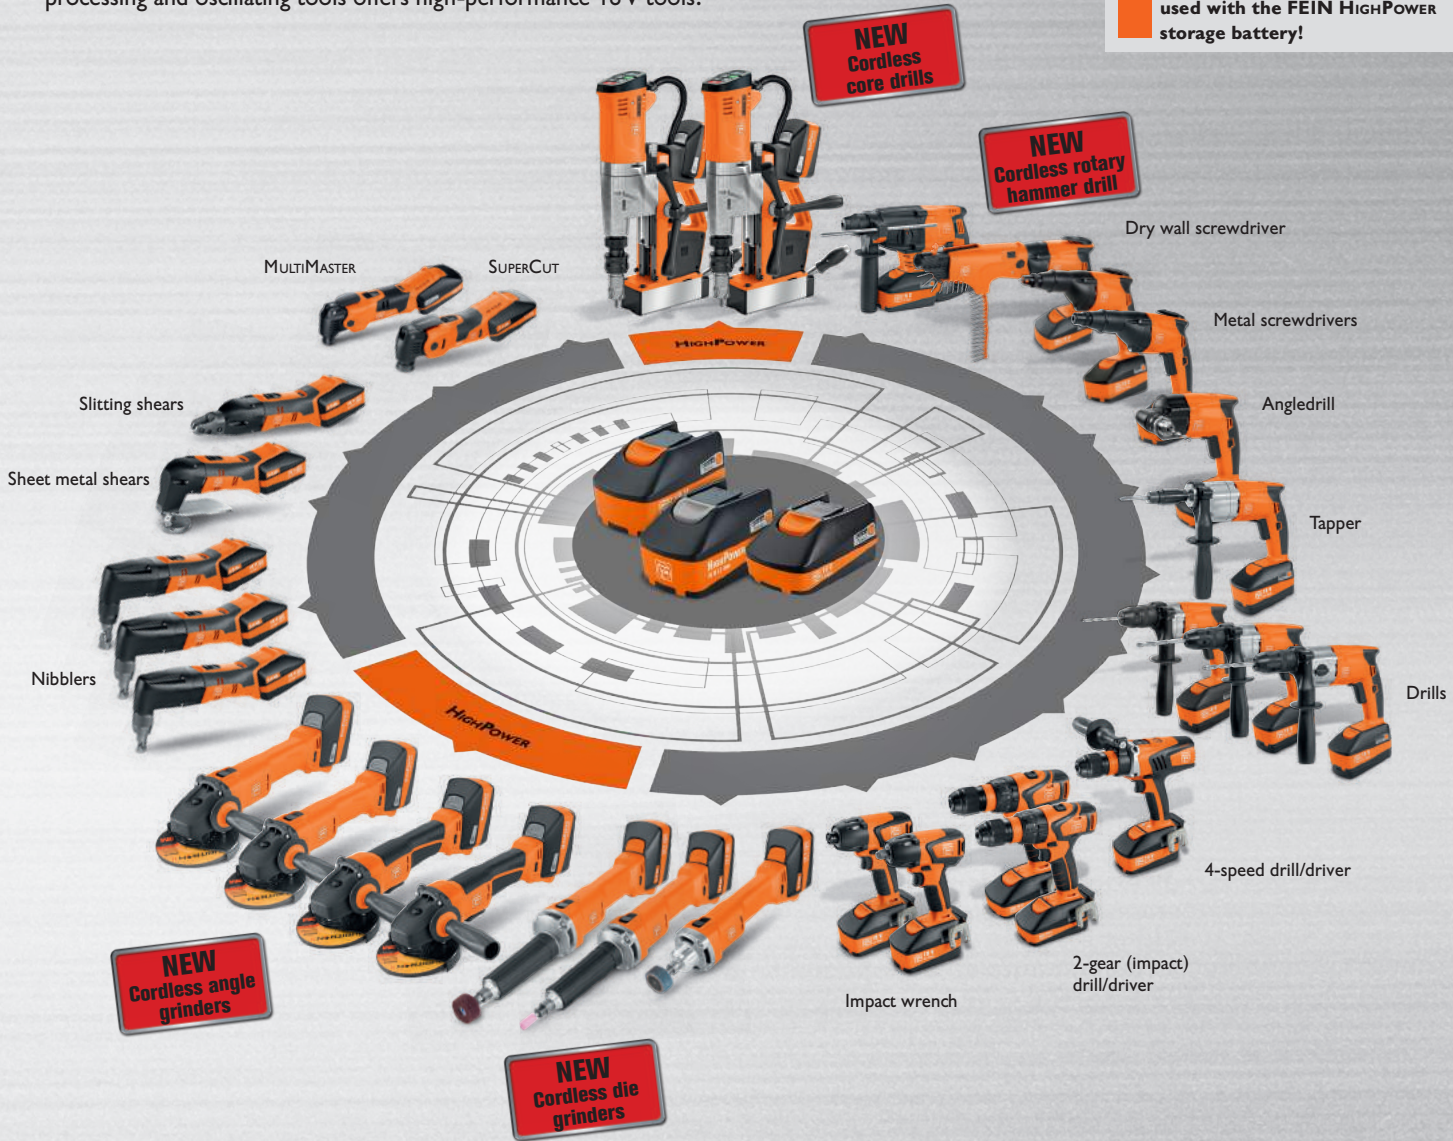 processing and oscillating tools offers high-performance 18 V tools.
used with the FEIN HIGHPOWER
storage battery!
NEW
Cordless
core drills
NEW
Cordless rotary
hammer drill
Dry wall screwdriver
MULTIMASTER
SUPERCUT
Metal screwdrivers
HIGHPOWER
Slitting shears
Angledrill
Sheet metal shears
Tapper
HIGHPOWER
Nibblers
Drills
HIGHPOWER
4-speed drill/driver
NEW
Cordless angle
grinders
2-gear (impact)
drill/driver
Impact wrench
NEW
Cordless die
grinders